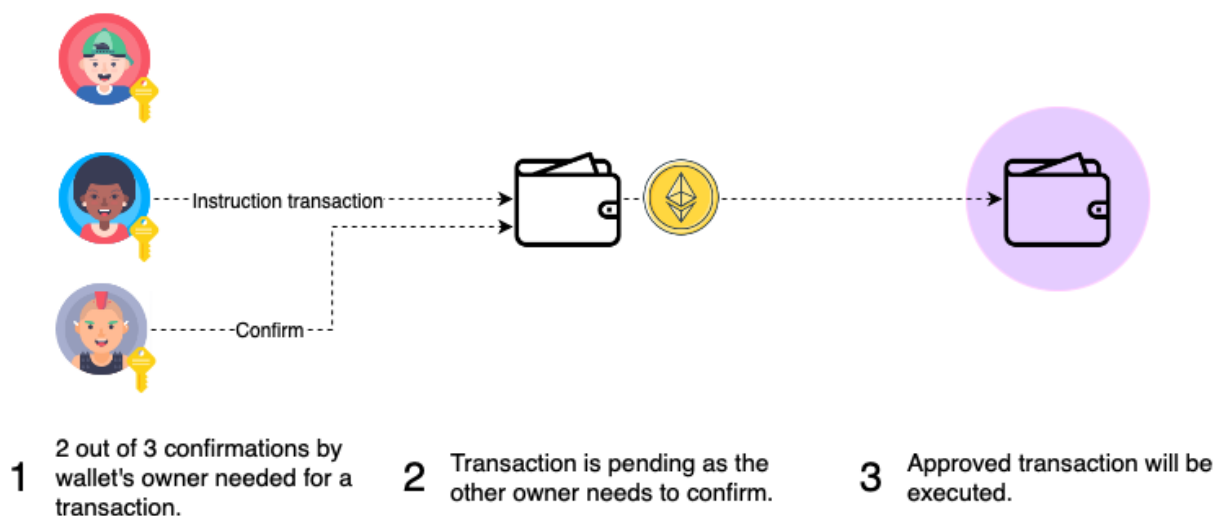 Instruction transaction
Confirm
1
2 out of 3 confirmations by
wallet's owner needed for a
transaction.
2
Transaction is pending as the
other owner needs to confirm.
3
Approved transaction will be
executed.